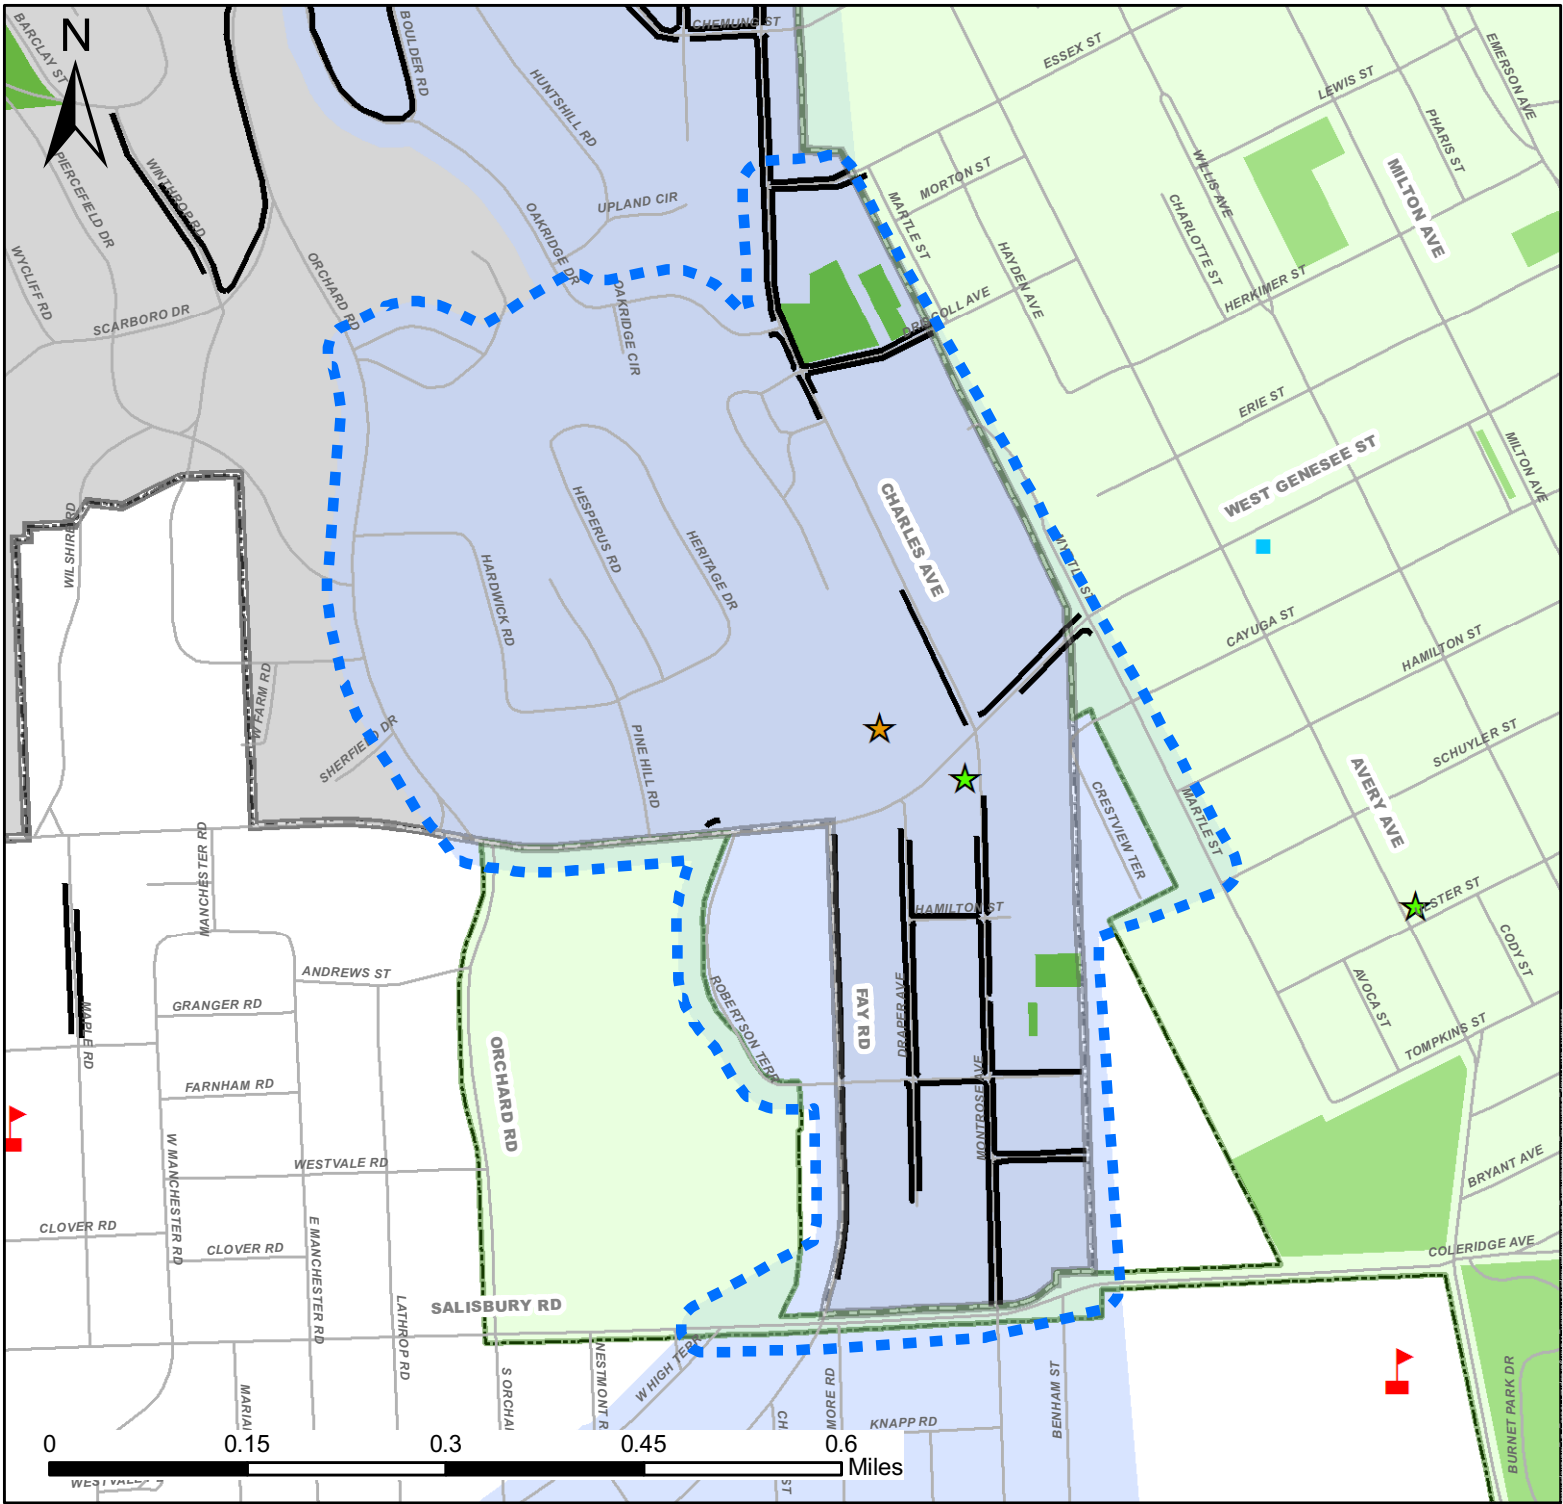 CHEMUNG ST
BARCLAY ST
N
BOULDER RD
HUNTSHILL RD
ESSEX ST
EMERSON AVE
LEWIS ST
PHARIS ST
PIERCEFIELD DR
WINTHROP RD
MORTON ST
WILLIS AVE
MILTON AVE
UPLAND CIR
OAKRIDGE DR
MARTLE ST
CHARLOTTE ST
WYCLIFF RD
ORCHARD RD
HAYDEN AVE
HERKIMER ST
SCARBORO DR
OAKRIDGE CIR
ERIE ST
WEST GENESEE ST
MILTON AVE
WILSHIRE RD
HESPERUS RD
HERITAGE DR
CHARLES AVE
HARDWICK RD
CAYUGA ST
HAMILTON ST
W FARM RD
SHERFIELD DR
PINE HILL RD
SCHUYLER ST
CRESTVIEW TER
MARTLE ST
AVERY AVE
MANCHESTER RD
HAMILTON ST
CODY ST
ANDREWS ST
GRANGER RD
MAPLE RD
ROBERTSON TERR
FAY RD
DRAPER AVE
AVOCA ST
TOMPKINS ST
FARNHAM RD
ORCHARD RD
MONTROSE AVE
WESTVALE RD
W MANCHESTER RD
BRYANT AVE
CLOVER RD
CLOVER RD
E MANCHESTER RD
COLERIDGE AVE
SALISBURY RD
LATHROP RD
W HIGH TERR
BENHAM ST
BURNET PARK DR
KNAPP RD
0 0.15 0.3 0.45 0.6
Miles